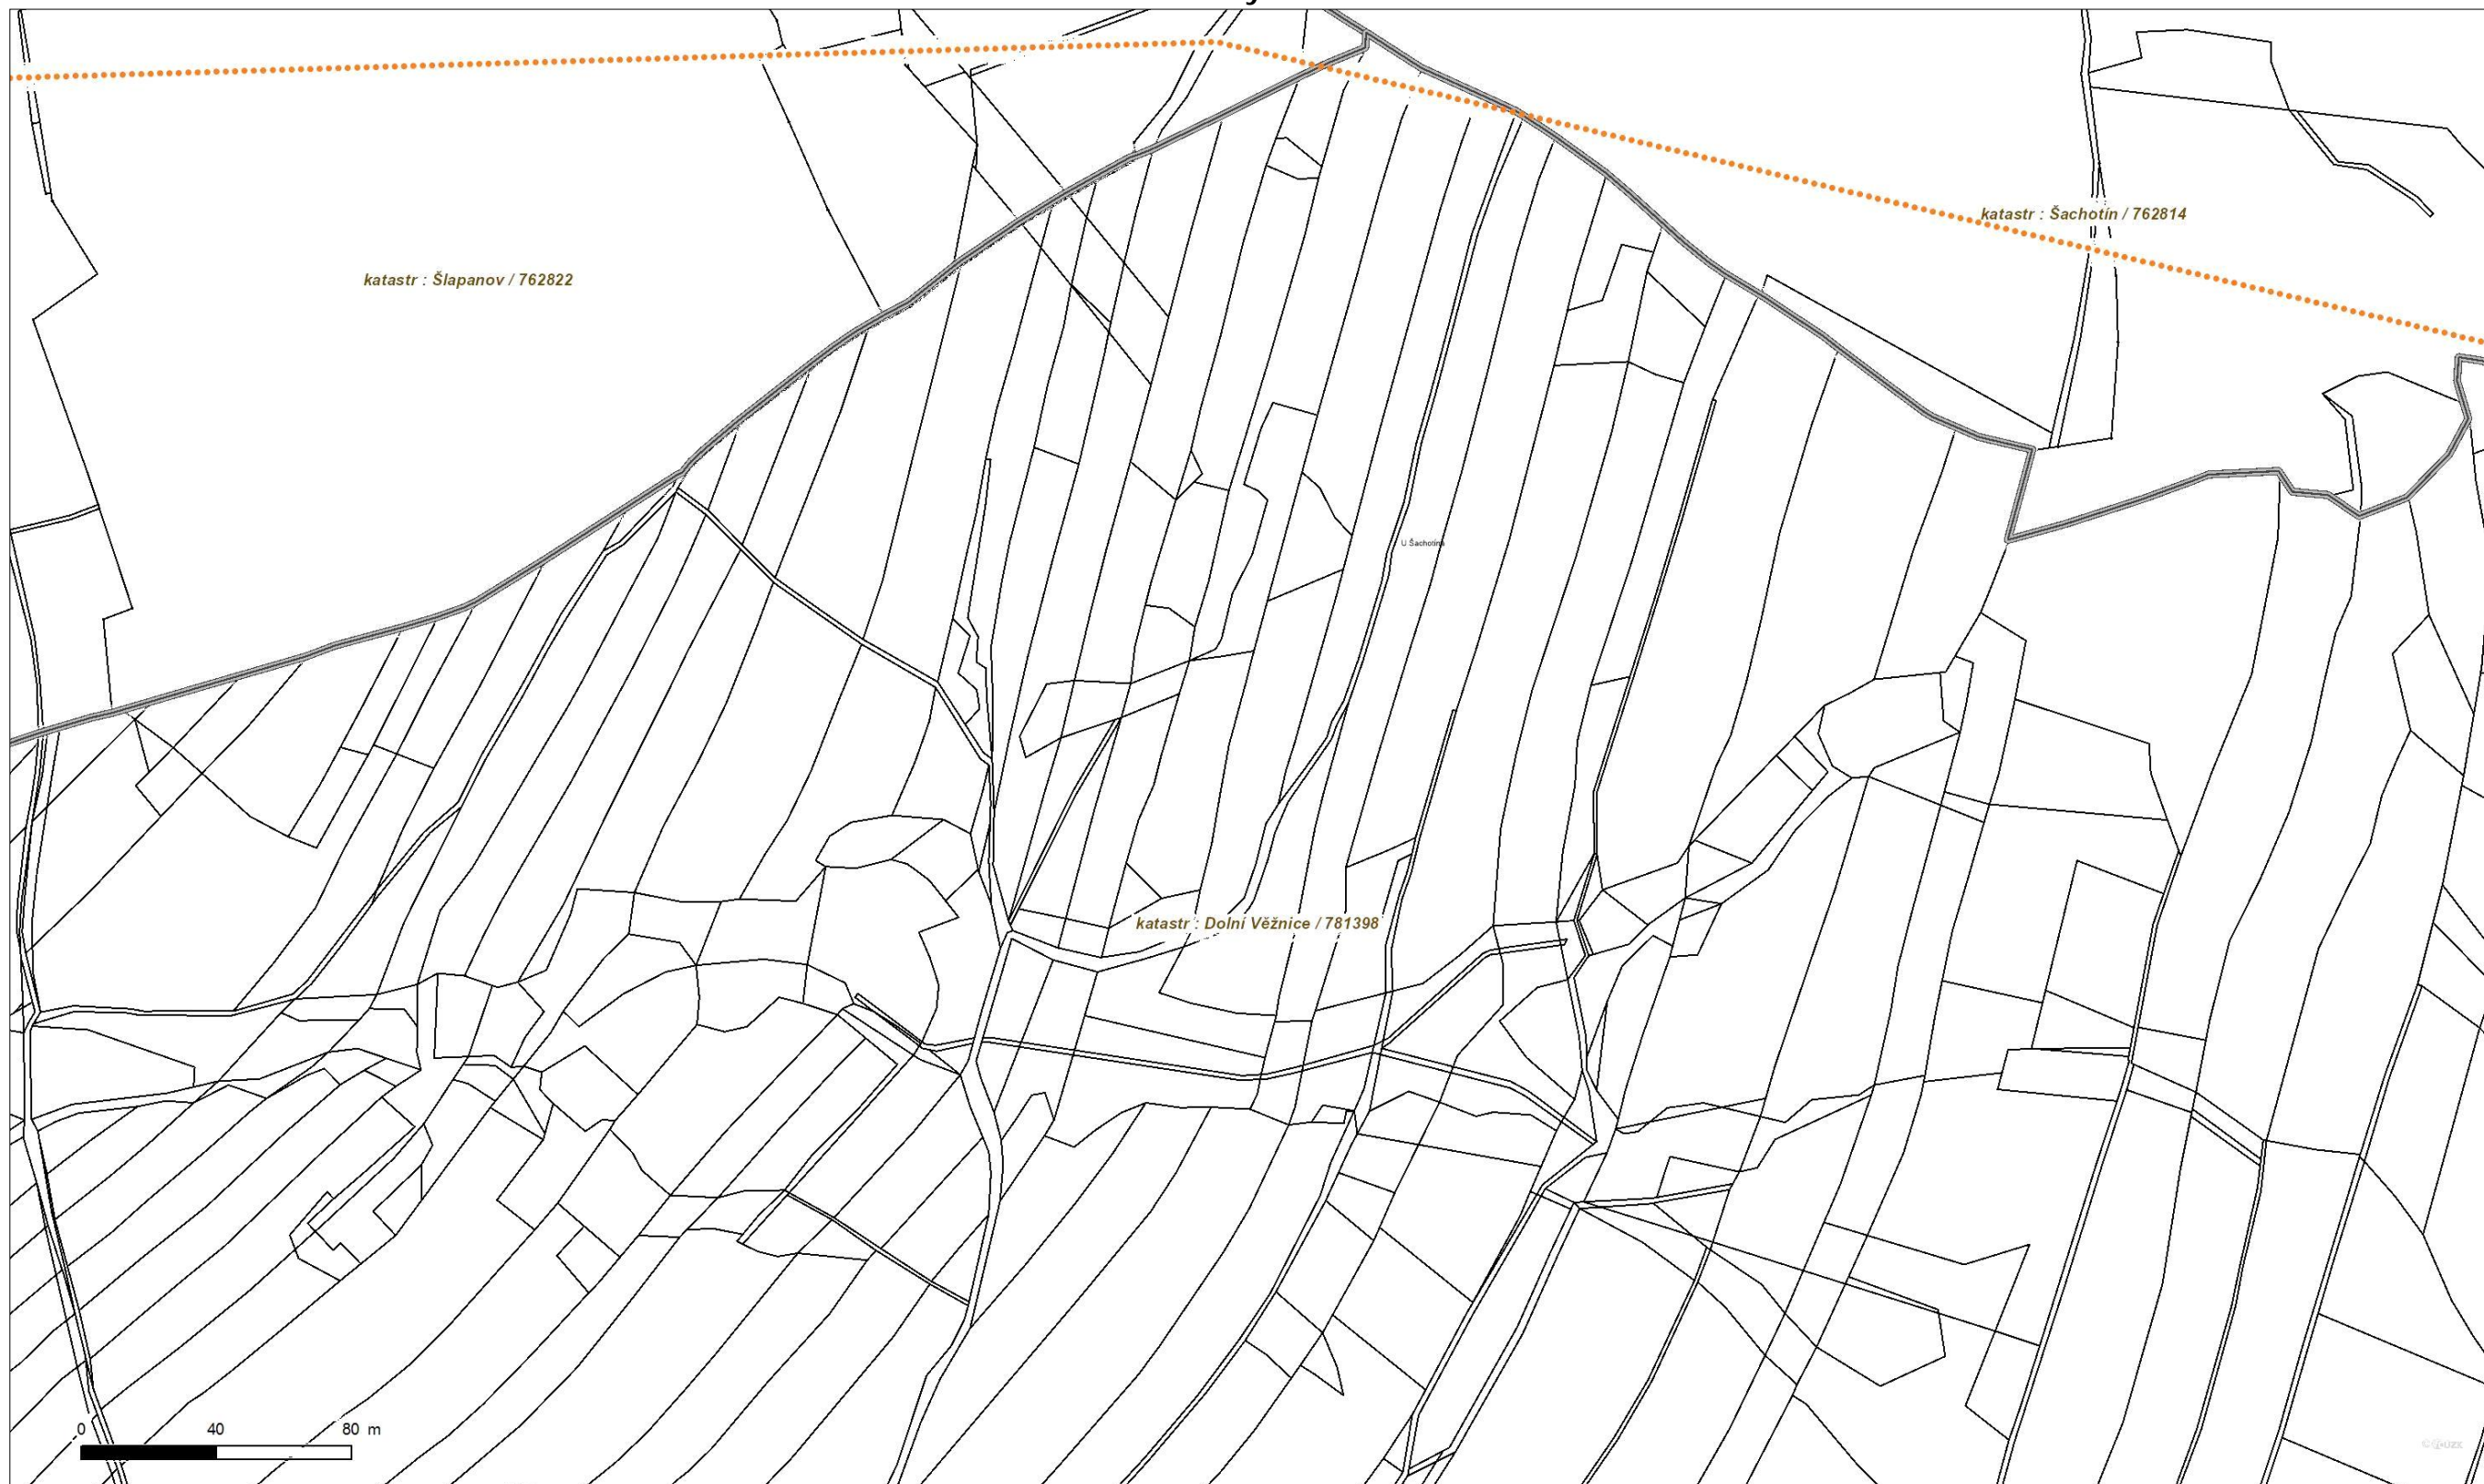 katastr : Šachotín / 762814
katastr : Šlapanov / 762822
U Šachotína
katastr : Dolní Věžnice / 781398
0 40 80 m